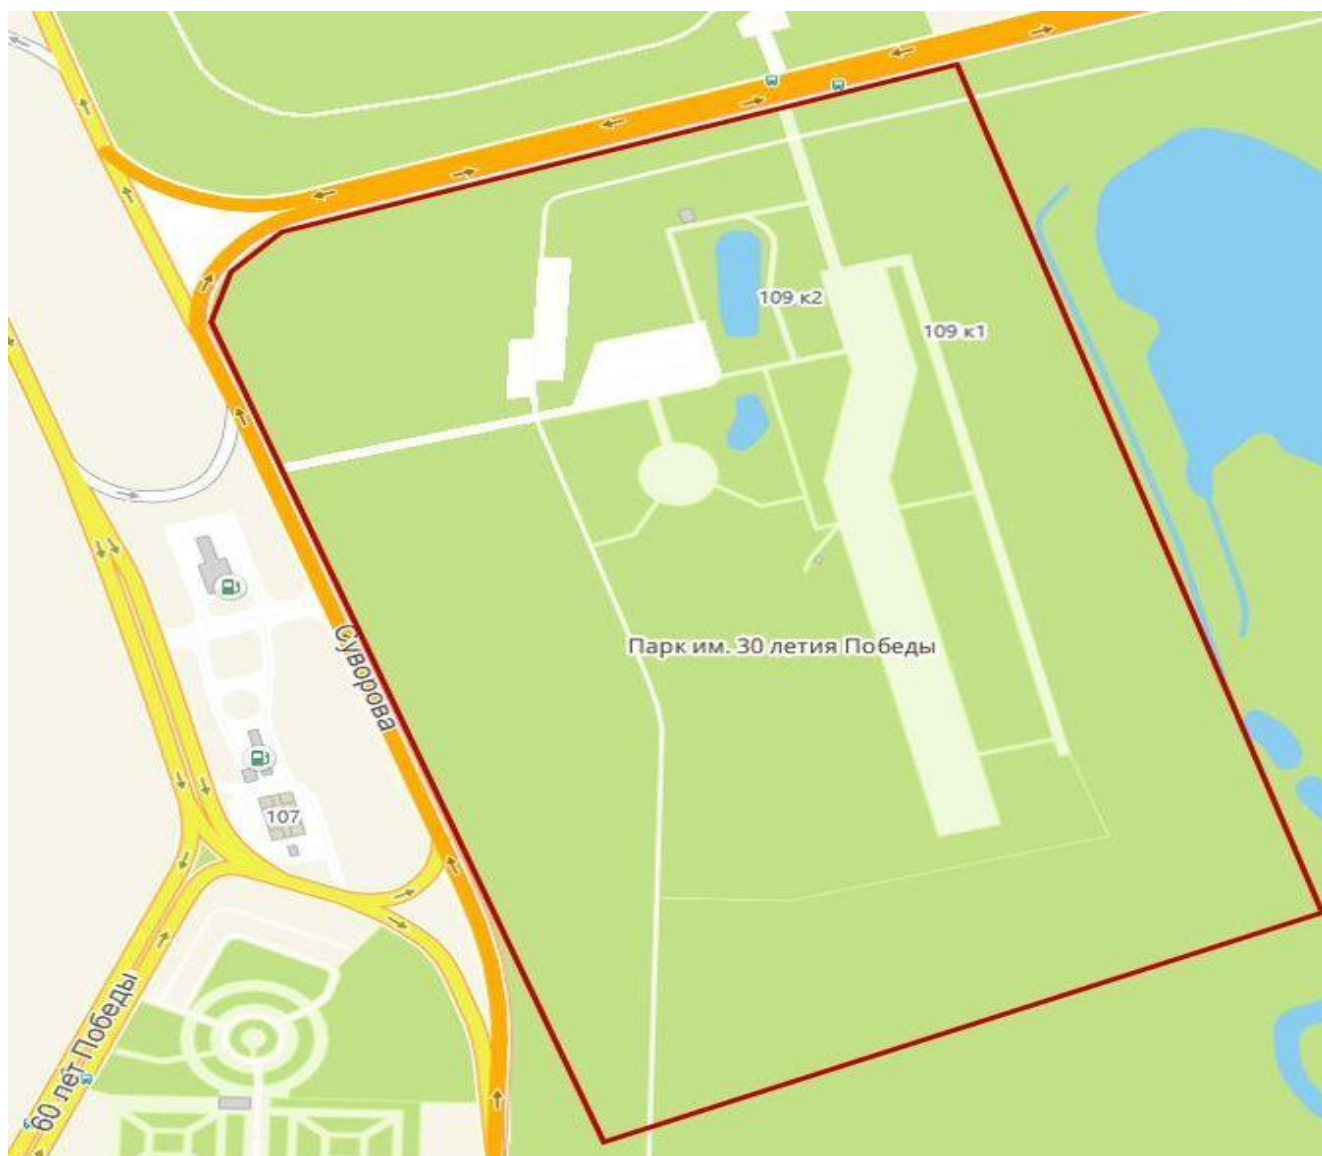 109 к2
109 к1
Парк им. 30 летия Победы
Суворова
107
60 лет Победы